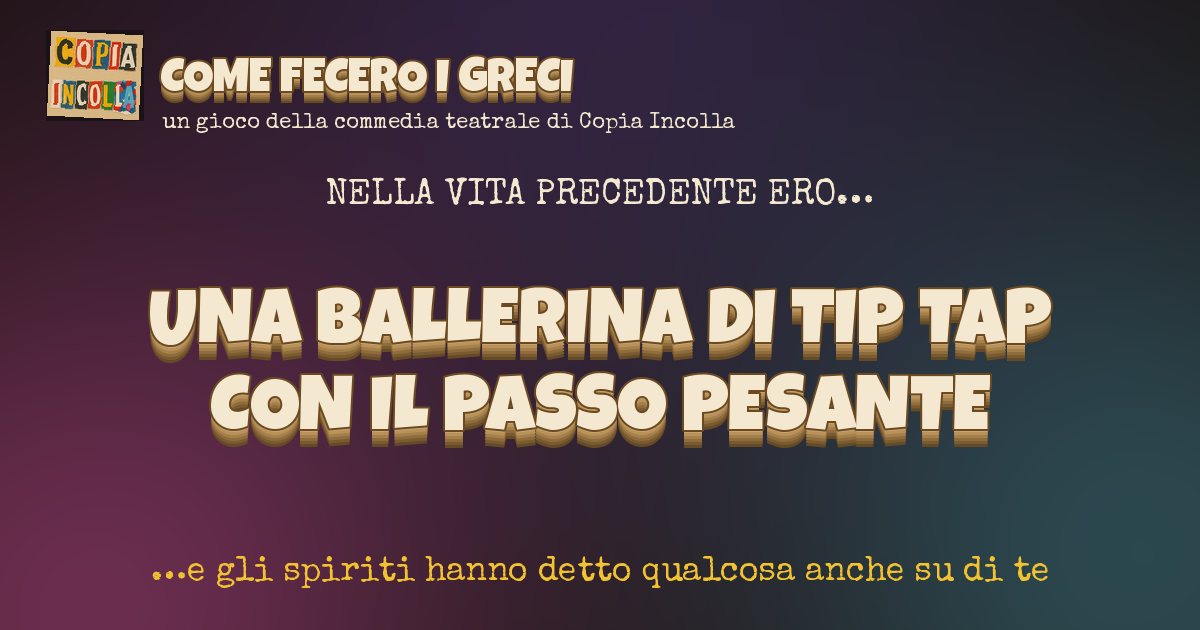 COPIA
INCOLLA
COME FECERO I GRECI
un gioco della commedia teatrale di Copia Incolla
NELLA VITA PRECEDENTE ERO...
UNA BALLERINA DI TIP TAP
CON IL PASSO PESANTE
...e gli spiriti hanno detto qualcosa anche su di te